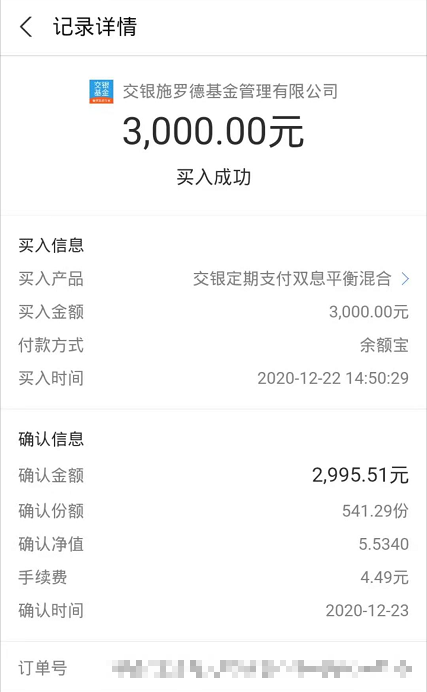 记录详情
交银基金 交银施罗德基金管理有限公司
3,000.00元
买入成功
买入信息
买入产品 交银定期支付双息平衡混合
买入金额 3,000.00元
付款方式 余额宝
买入时间 2020-12-22 14:50:29
确认信息
确认金额 2,995.51元
确认份额 541.29份
确认净值 5.5340
手续费 4.49元
确认时间 2020-12-23
订单号